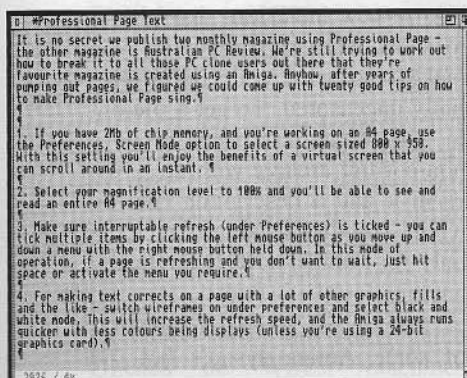 *Professional Page Text
It is no secret we publish two monthly magazine using Professional Page -
the other magazine is Australian PC Review. We're still trying to work out
how to break it to all those PC clone users out there that they're
favourite magazine is created using an Amiga. Anyhow, after years of
pumping out pages, we figured we could come up with twenty good tips on how
to make Professional Page sing.¶
¶
¶
1. If you have 2Mb of chip memory, and you're working on an A4 page, use
the Preferences, Screen Mode option to select a screen sized 800 x 950.
With this setting you'll enjoy the benefits of a virtual screen that you
can scroll around in an instant. ¶
¶
2. Select your magnification level to 100% and you'll be able to see and
read an entire A4 page.¶
¶
3. Make sure interruptable refresh (under Preferences) is ticked - you can
tick multiple items by clicking the left mouse button as you move up and
down a menu with the right mouse button held down. In this mode of
operation, if a page is refreshing and you don't want to wait, just hit
space or activate the menu you require.¶
¶
4. For making text corrects on a page with a lot of other graphics, fills
and the like - switch wireframes on under preferences and select black and
white mode. This will increase the refresh speed, and the Amiga always runs
quicker with less colours being displays (unless you're using a 24-bit
graphics card).¶
¶